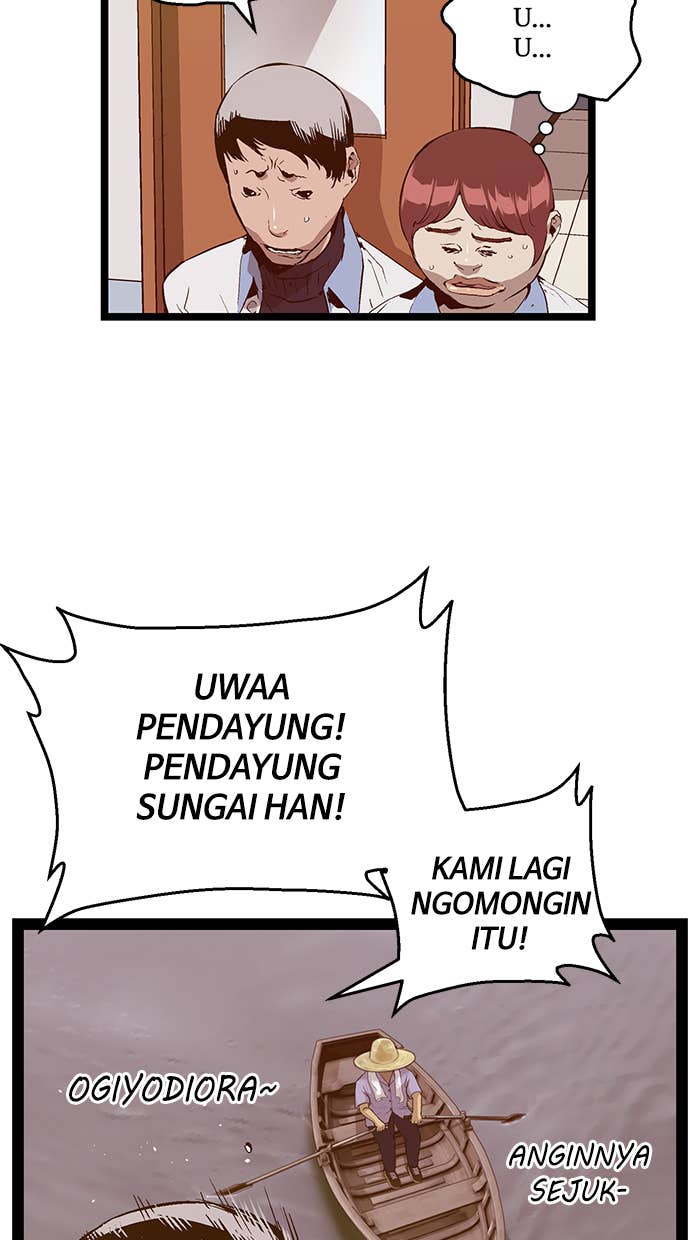 U...
U...
UWAA
PENDAYUNG!
PENDAYUNG
SUNGAI HAN!
KAMI LAGI
NGOMONGIN
ITU!
OGIYODIORA~
ANGINNYA
SEJUK-